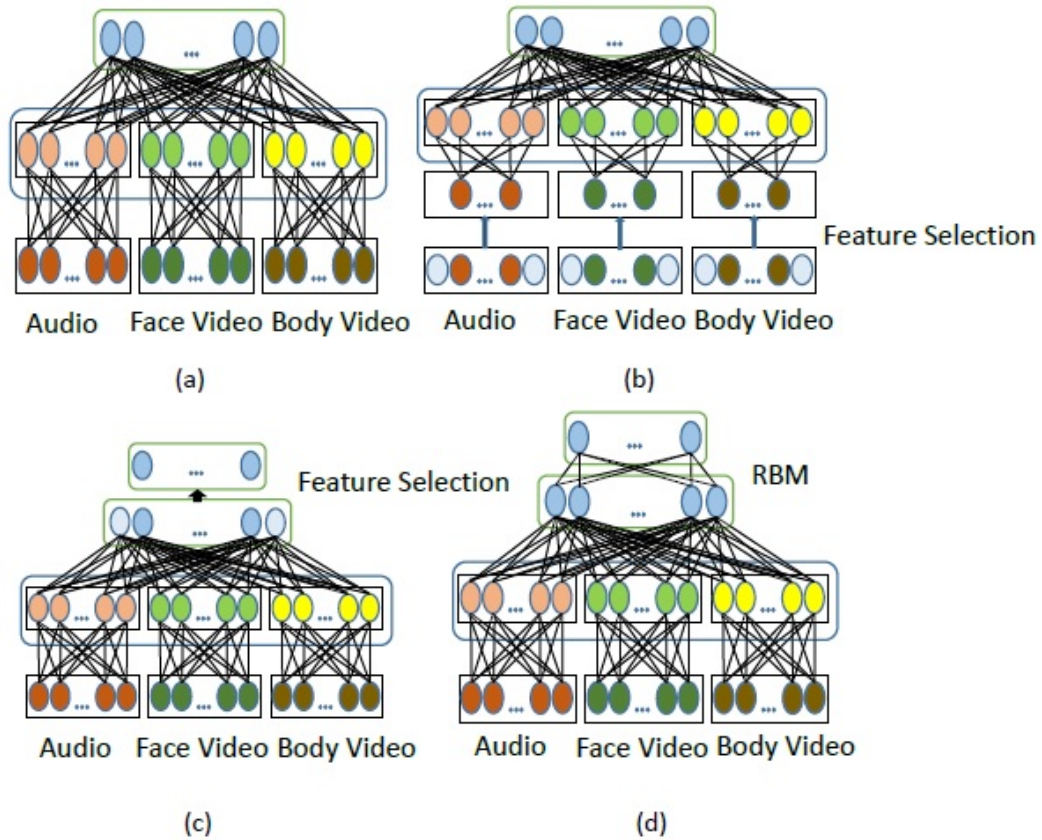 Feature Selection
Audio Face Video Body Video
Audio Face Video Body Video
(a)
(b)
Feature Selection
RBM
Audio Face Video Body Video
Audio Face Video Body Video
(c)
(d)